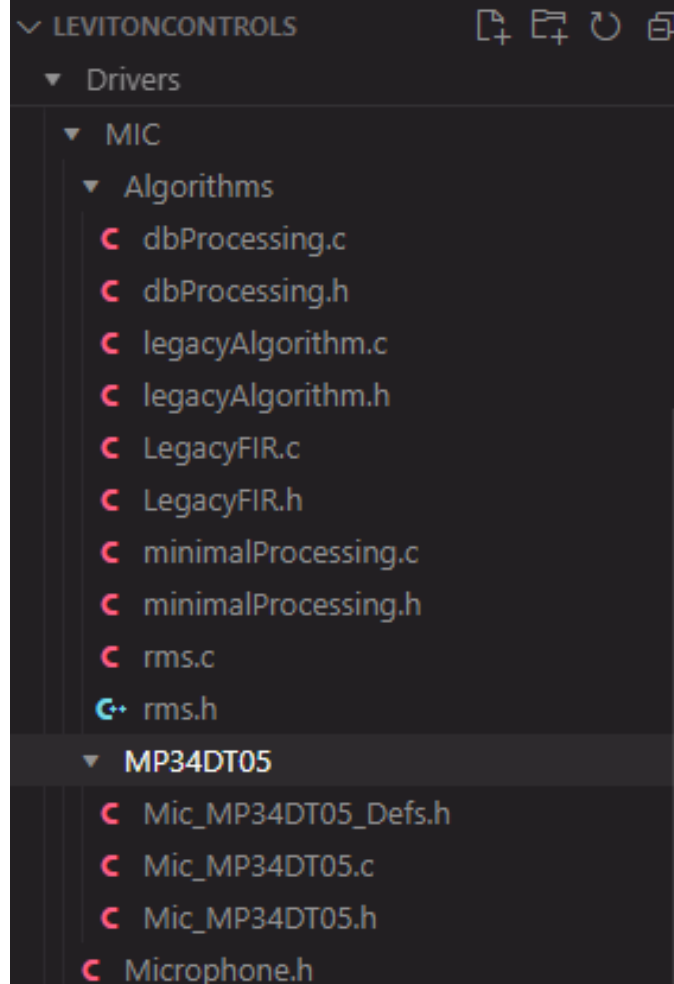 LEVITONCONTROLS
Drivers
MIC
Algorithms
C dbProcessing.c
C dbProcessing.h
C legacyAlgorithm.c
C legacyAlgorithm.h
C LegacyFIR.c
C LegacyFIR.h
C minimalProcessing.c
C minimalProcessing.h
C rms.c
C++ rms.h
MP34DT05
C Mic_MP34DT05_Defs.h
C Mic_MP34DT05.c
C Mic_MP34DT05.h
C Microphone.h